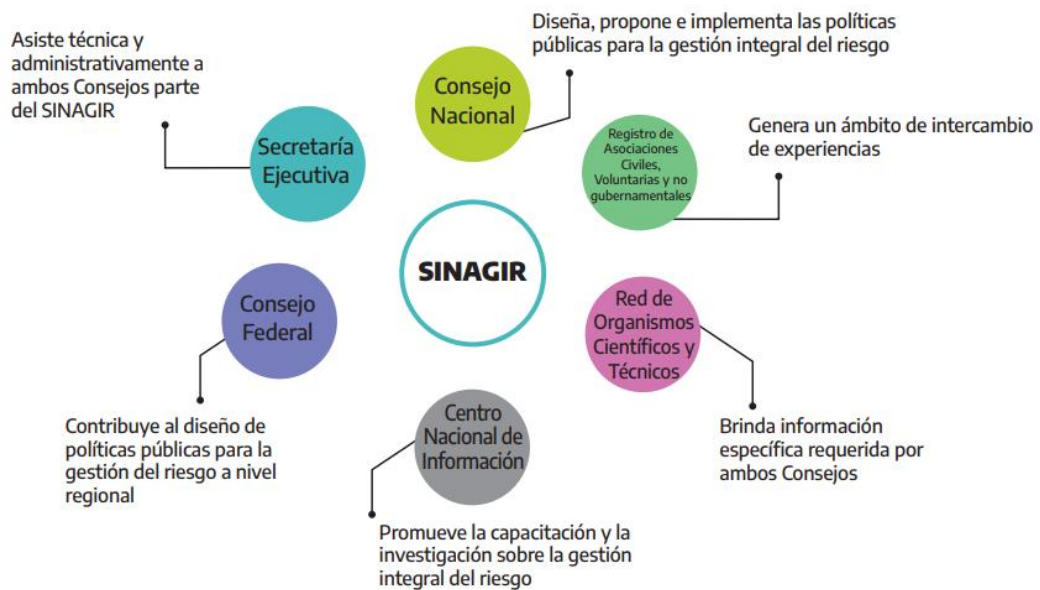 Diseña, propone e implementa las políticas
públicas para la gestión integral del riesgo
Asiste técnica y
administrativamente a
ambos Consejos parte
del SINAGIR
Consejo
Nacional
Secretaría
Ejecutiva
Registro de
Asociaciones
Civiles,
Voluntarias y no
gubernamentales
Genera un ámbito de intercambio
de experiencias
SINAGIR
Consejo
Federal
Red de
Organismos
Científicos y
Técnicos
Centro
Nacional de
Información
Contribuye al diseño de
políticas públicas para la
gestión del riesgo a nivel
regional
Brinda información
específica requerida por
ambos Consejos
Promueve la capacitación y la
investigación sobre la gestión
integral del riesgo